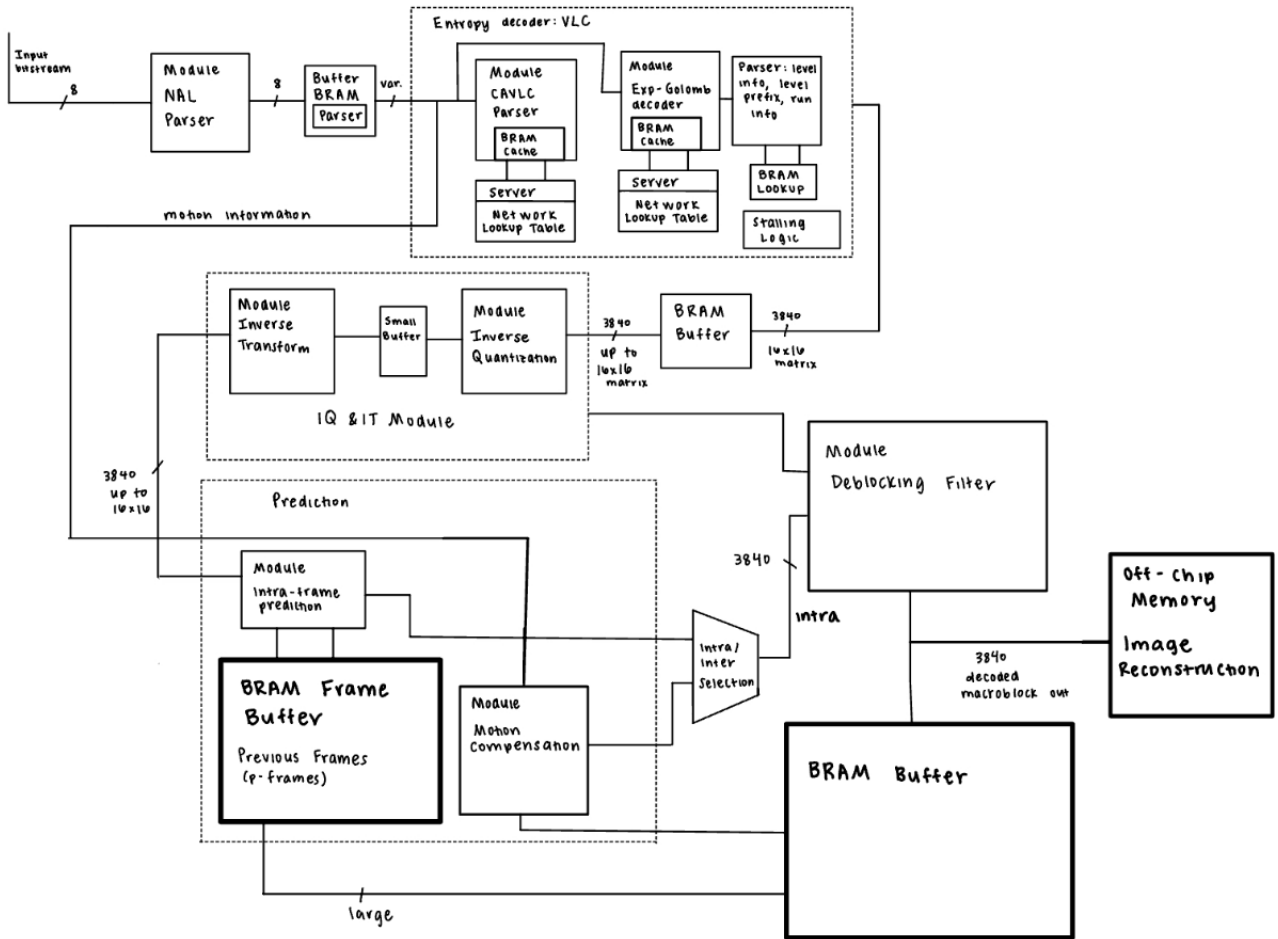 Entropy decoder: VLC
Input
bitstream
8
Module
NAL
Parser
8
Buffer
BRAM
Parser
var.
Module
CAVLC
Parser
BRAM
Cache
Server
Network
Lookup Table
Module
Exp-Golomb
decoder
BRAM
Cache
Server
Network
Lookup Table
Parser: level
info, level
prefix, run
info
BRAM
LOOKUP
Stalling
Logic
motion information
Module
Inverse
Transform
Small
Buffer
Module
Inverse
Quantization
IQ & IT Module
3840
up to
16x16
matrix
BRAM
Buffer
3840
16x16
matrix
3840
up to
16x16
Prediction
Module
Intra-frame
prediction
BRAM Frame
Buffer
Previous Frames
(p-frames)
Module
Motion
Compensation
Intra/
Inter
Selection
3840
Intra
Module
Deblocking Filter
3840
decoded
macroblock out
Off-Chip
Memory
Image
Reconstruction
BRAM Buffer
large